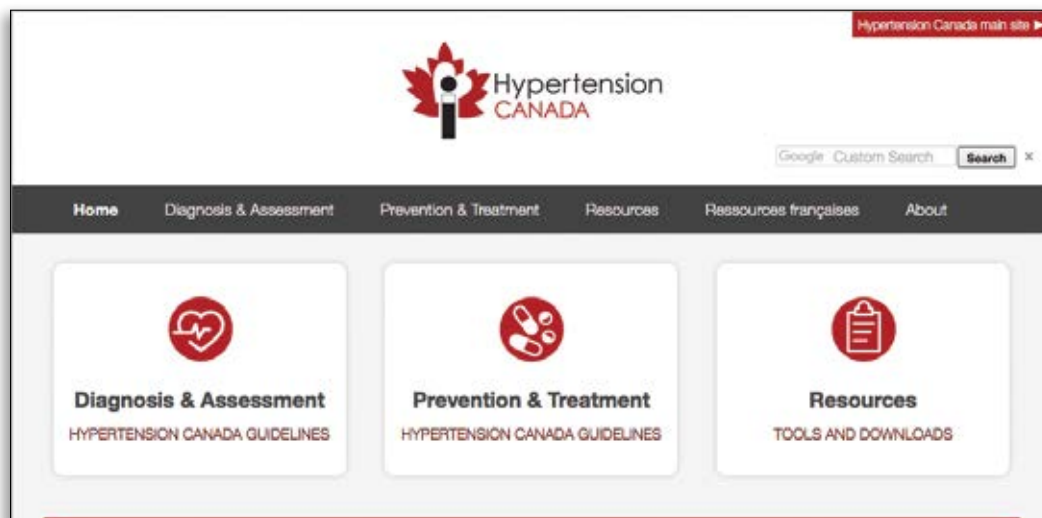 Hypertension Canada main site ▶
Hypertension
CANADA
Google Custom Search Search ×
Home Diagnosis & Assessment Prevention & Treatment Resources Ressources françaises About
Diagnosis & Assessment
HYPERTENSION CANADA GUIDELINES
Prevention & Treatment
HYPERTENSION CANADA GUIDELINES
Resources
TOOLS AND DOWNLOADS